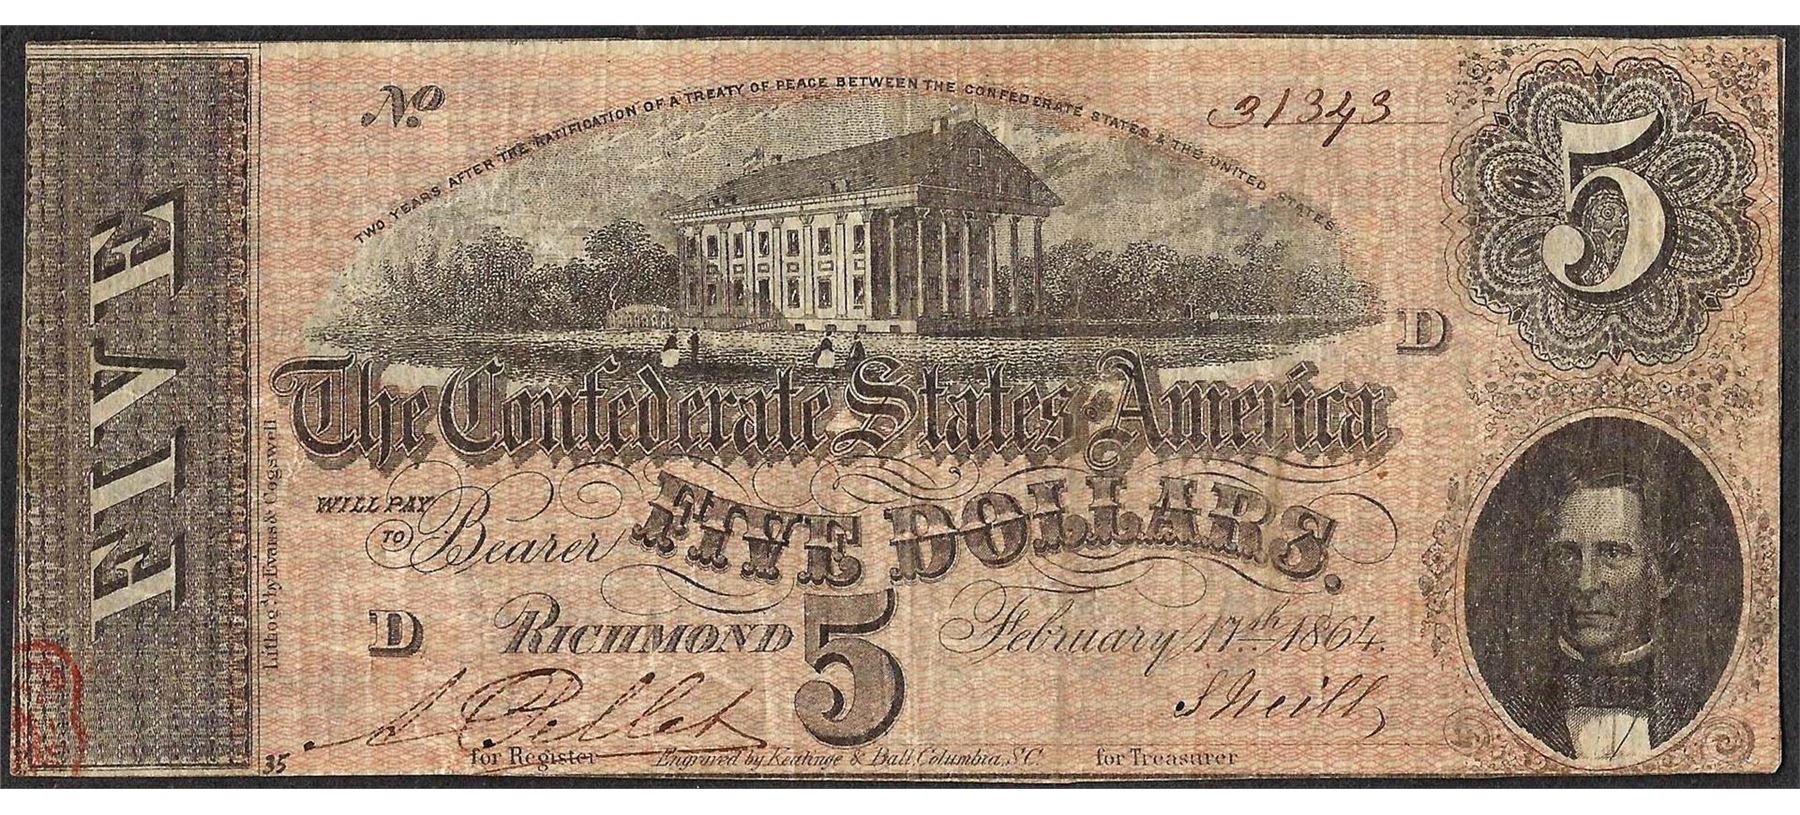 No 31343
TWO YEARS AFTER THE RATIFICATION OF A TREATY OF PEACE BETWEEN THE CONFEDERATE STATES & THE UNITED STATES
5
FIVE
D
The Confederate States of America
WILL PAY
TO Bearer FIVE DOLLARS.
D RICHMOND 5 February 17th 1864.
S Neill
Lithog'd by Evans & Cogswell
35
for Register
Engraved by Keatinge & Ball, Columbia, S.C.
for Treasurer